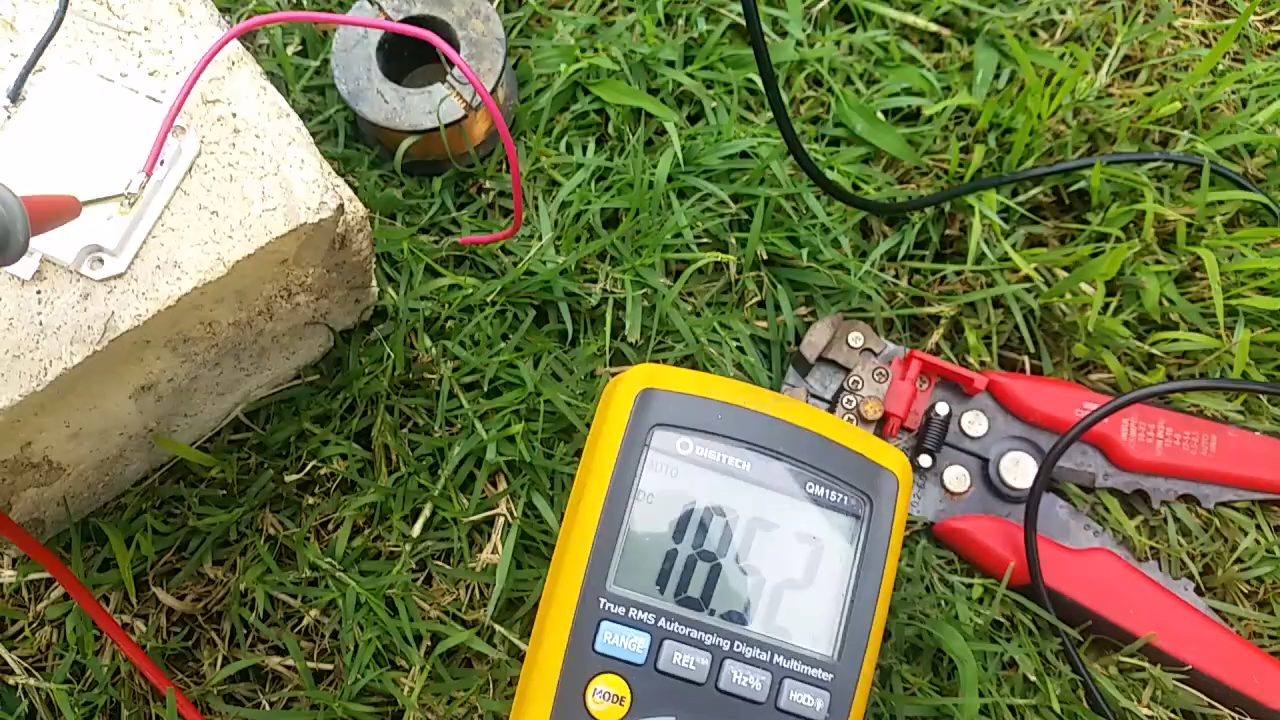 DIGITECH
QM1571
AUTO
DC
18.52
True RMS Autoranging Digital Multimeter
RANGE
REL
Hz%
HOLD
MODE